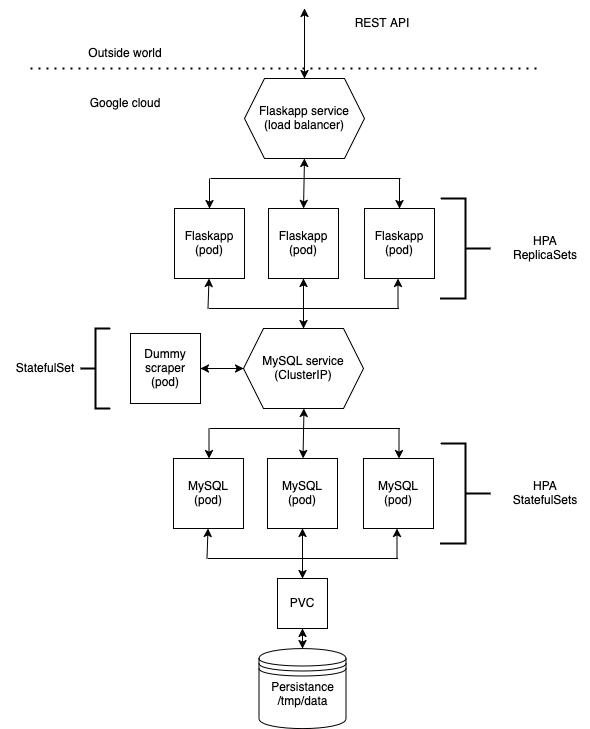 REST API
Outside world
Google cloud
Flaskapp service
(load balancer)
Flaskapp
(pod)
Flaskapp
(pod)
Flaskapp
(pod)
HPA
ReplicaSets
StatefulSet
Dummy
scraper
(pod)
MySQL service
(ClusterIP)
MySQL
(pod)
MySQL
(pod)
MySQL
(pod)
HPA
StatefulSets
PVC
Persistance
/tmp/data